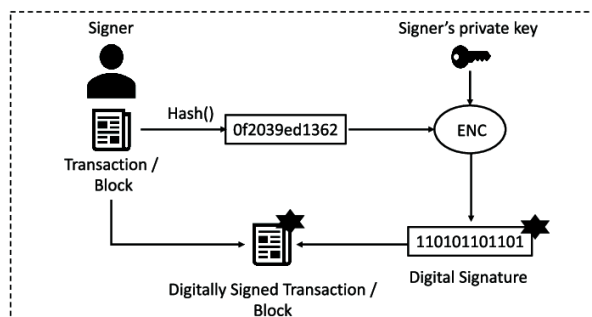 Signer
Signer's private key
Hash()
0f2039ed1362
ENC
Transaction /
Block
110101101101
Digital Signature
Digitally Signed Transaction /
Block